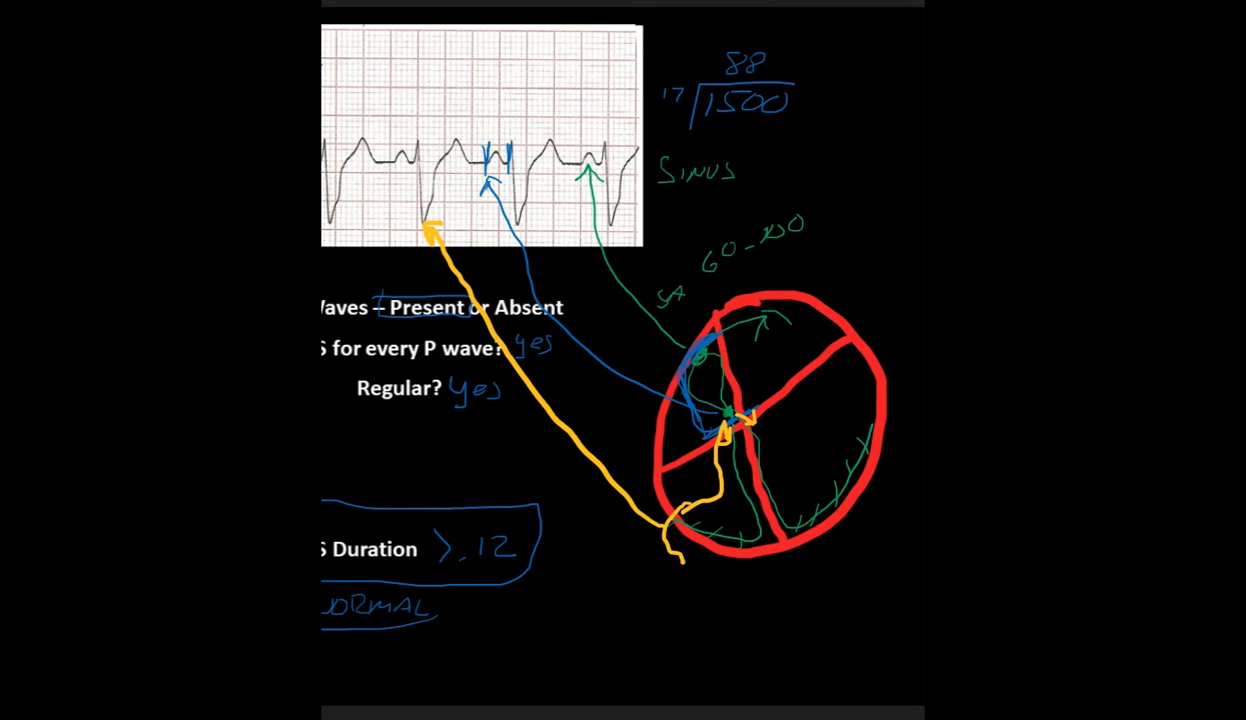 88
17 1500
SINUS
60-100
SA
Waves – Present or Absent
S for every P wave? yes
Regular? yes
S Duration >.12
NORMAL